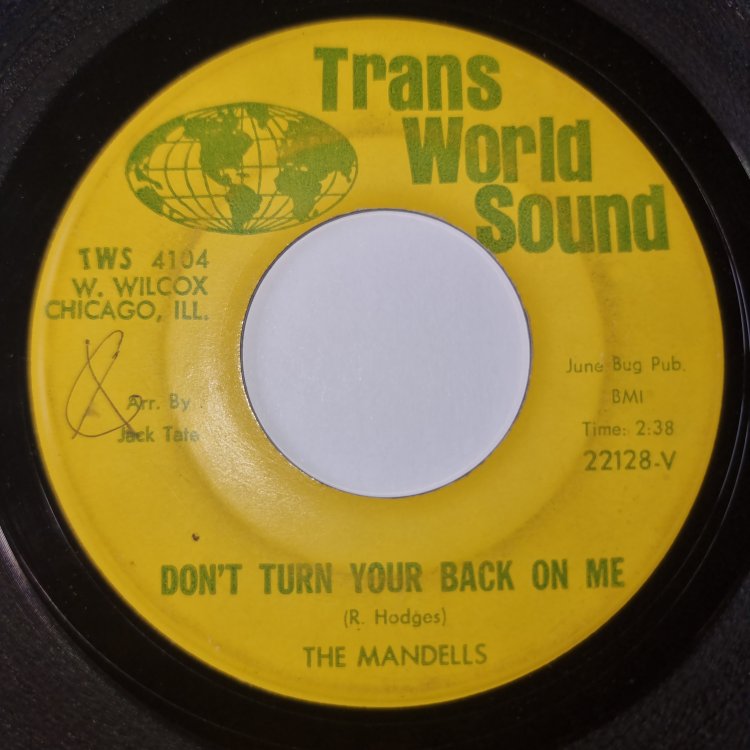 Trans
World
Sound
TWS 4104
W. WILCOX
CHICAGO, ILL.
Arr. By
Jack Tate
June Bug Pub.
BMI
Time: 2:38
22128-V
DON'T TURN YOUR BACK ON ME
(R. Hodges)
THE MANDELLS